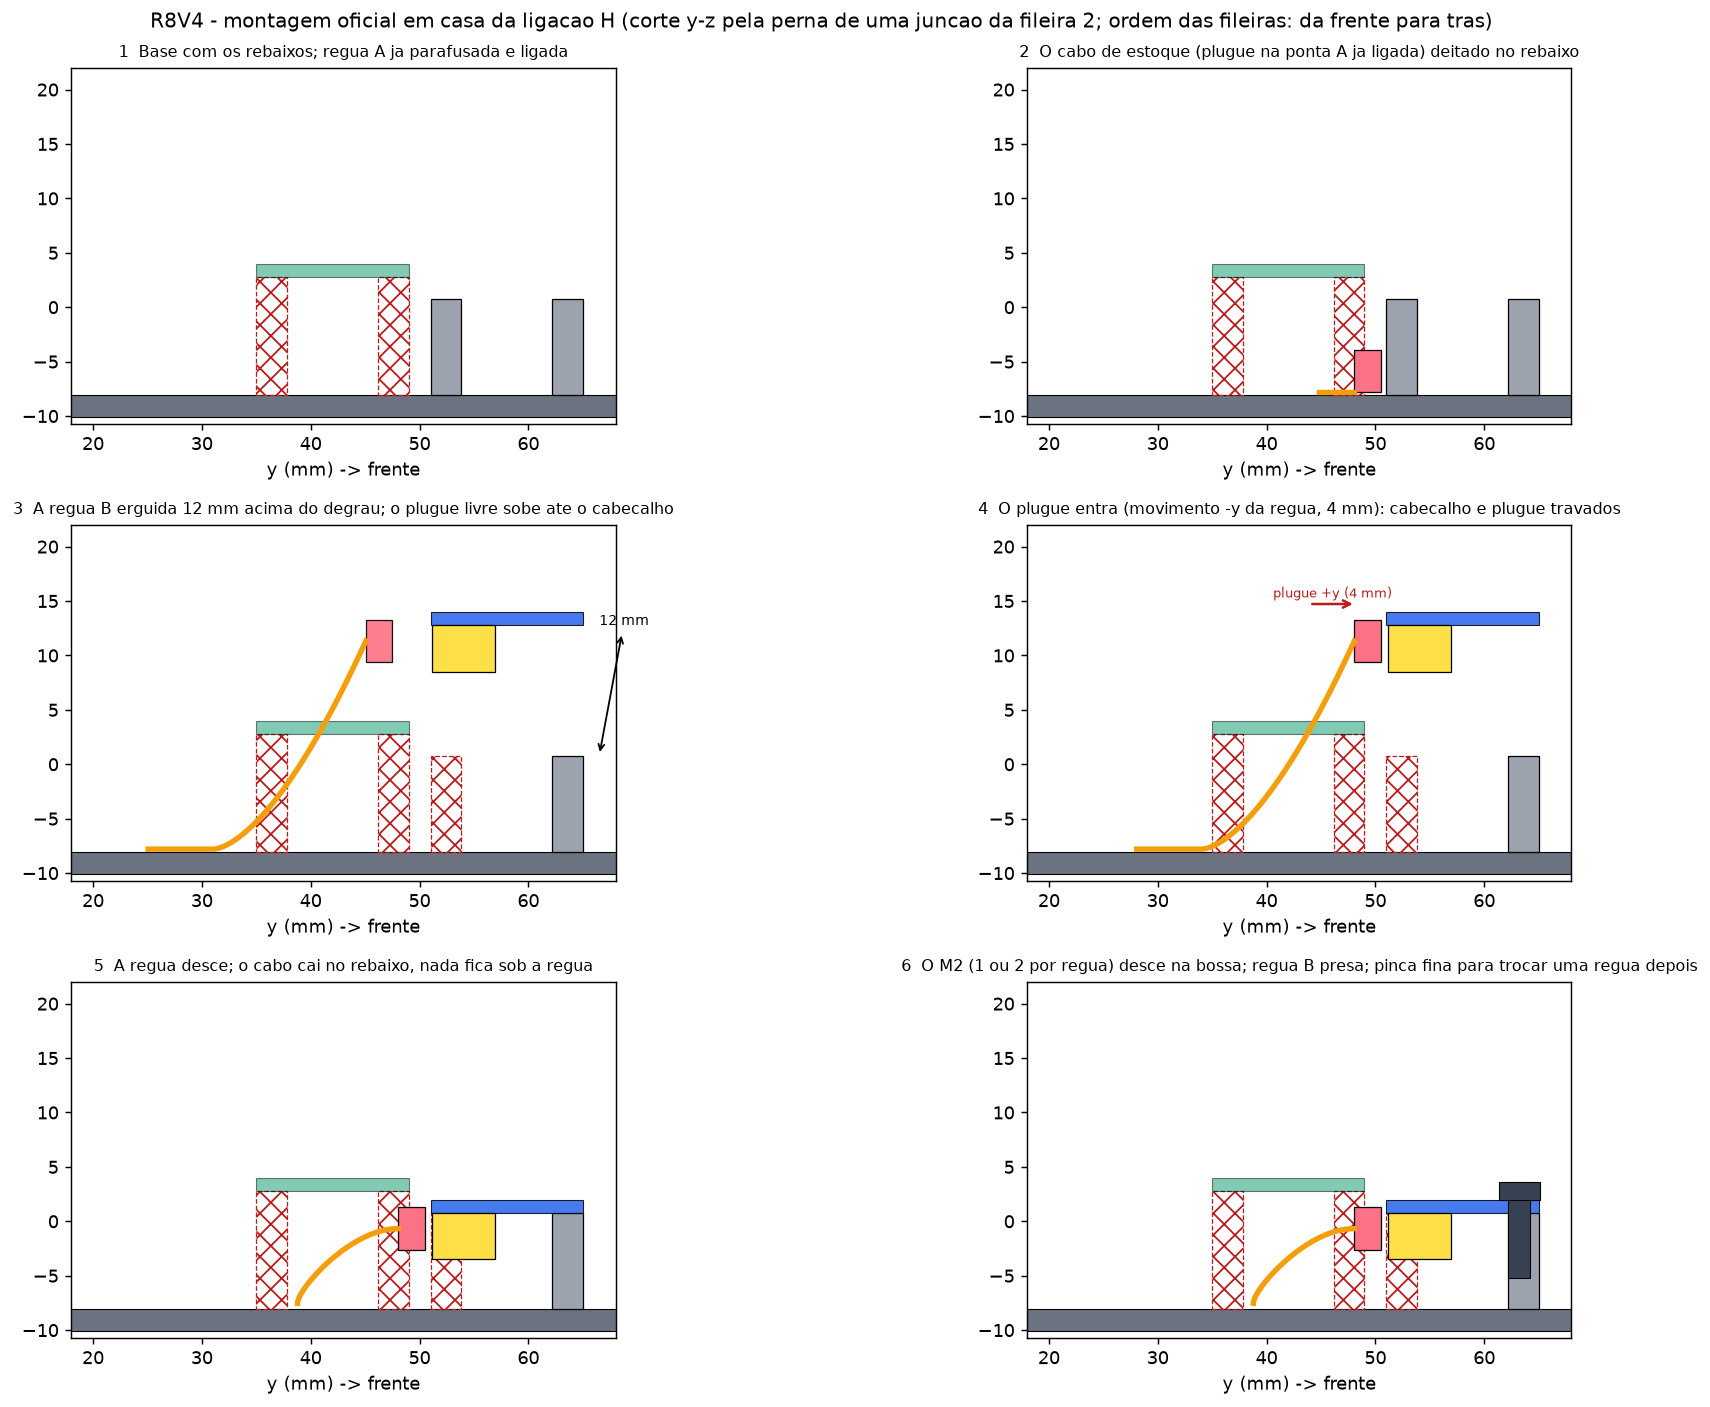 R8V4 - montagem oficial em casa da ligacao H (corte y-z pela perna de uma juncao da fileira 2; ordem das fileiras: da frente para tras)
1 Base com os rebaixos; regua A ja parafusada e ligada
20
15
10
5
0
−5
−10
20 30 40 50 60
y (mm) -> frente
2 O cabo de estoque (plugue na ponta A ja ligada) deitado no rebaixo
20
15
10
5
0
−5
−10
20 30 40 50 60
y (mm) -> frente
3 A regua B erguida 12 mm acima do degrau; o plugue livre sobe ate o cabecalho
20
15
12 mm
10
5
0
−5
−10
20 30 40 50 60
y (mm) -> frente
4 O plugue entra (movimento -y da regua, 4 mm): cabecalho e plugue travados
20
plugue +y (4 mm)
15
10
5
0
−5
−10
20 30 40 50 60
y (mm) -> frente
5 A regua desce; o cabo cai no rebaixo, nada fica sob a regua
20
15
10
5
0
−5
−10
20 30 40 50 60
y (mm) -> frente
6 O M2 (1 ou 2 por regua) desce na bossa; regua B presa; pinca fina para trocar uma regua depois
20
15
10
5
0
−5
−10
20 30 40 50 60
y (mm) -> frente